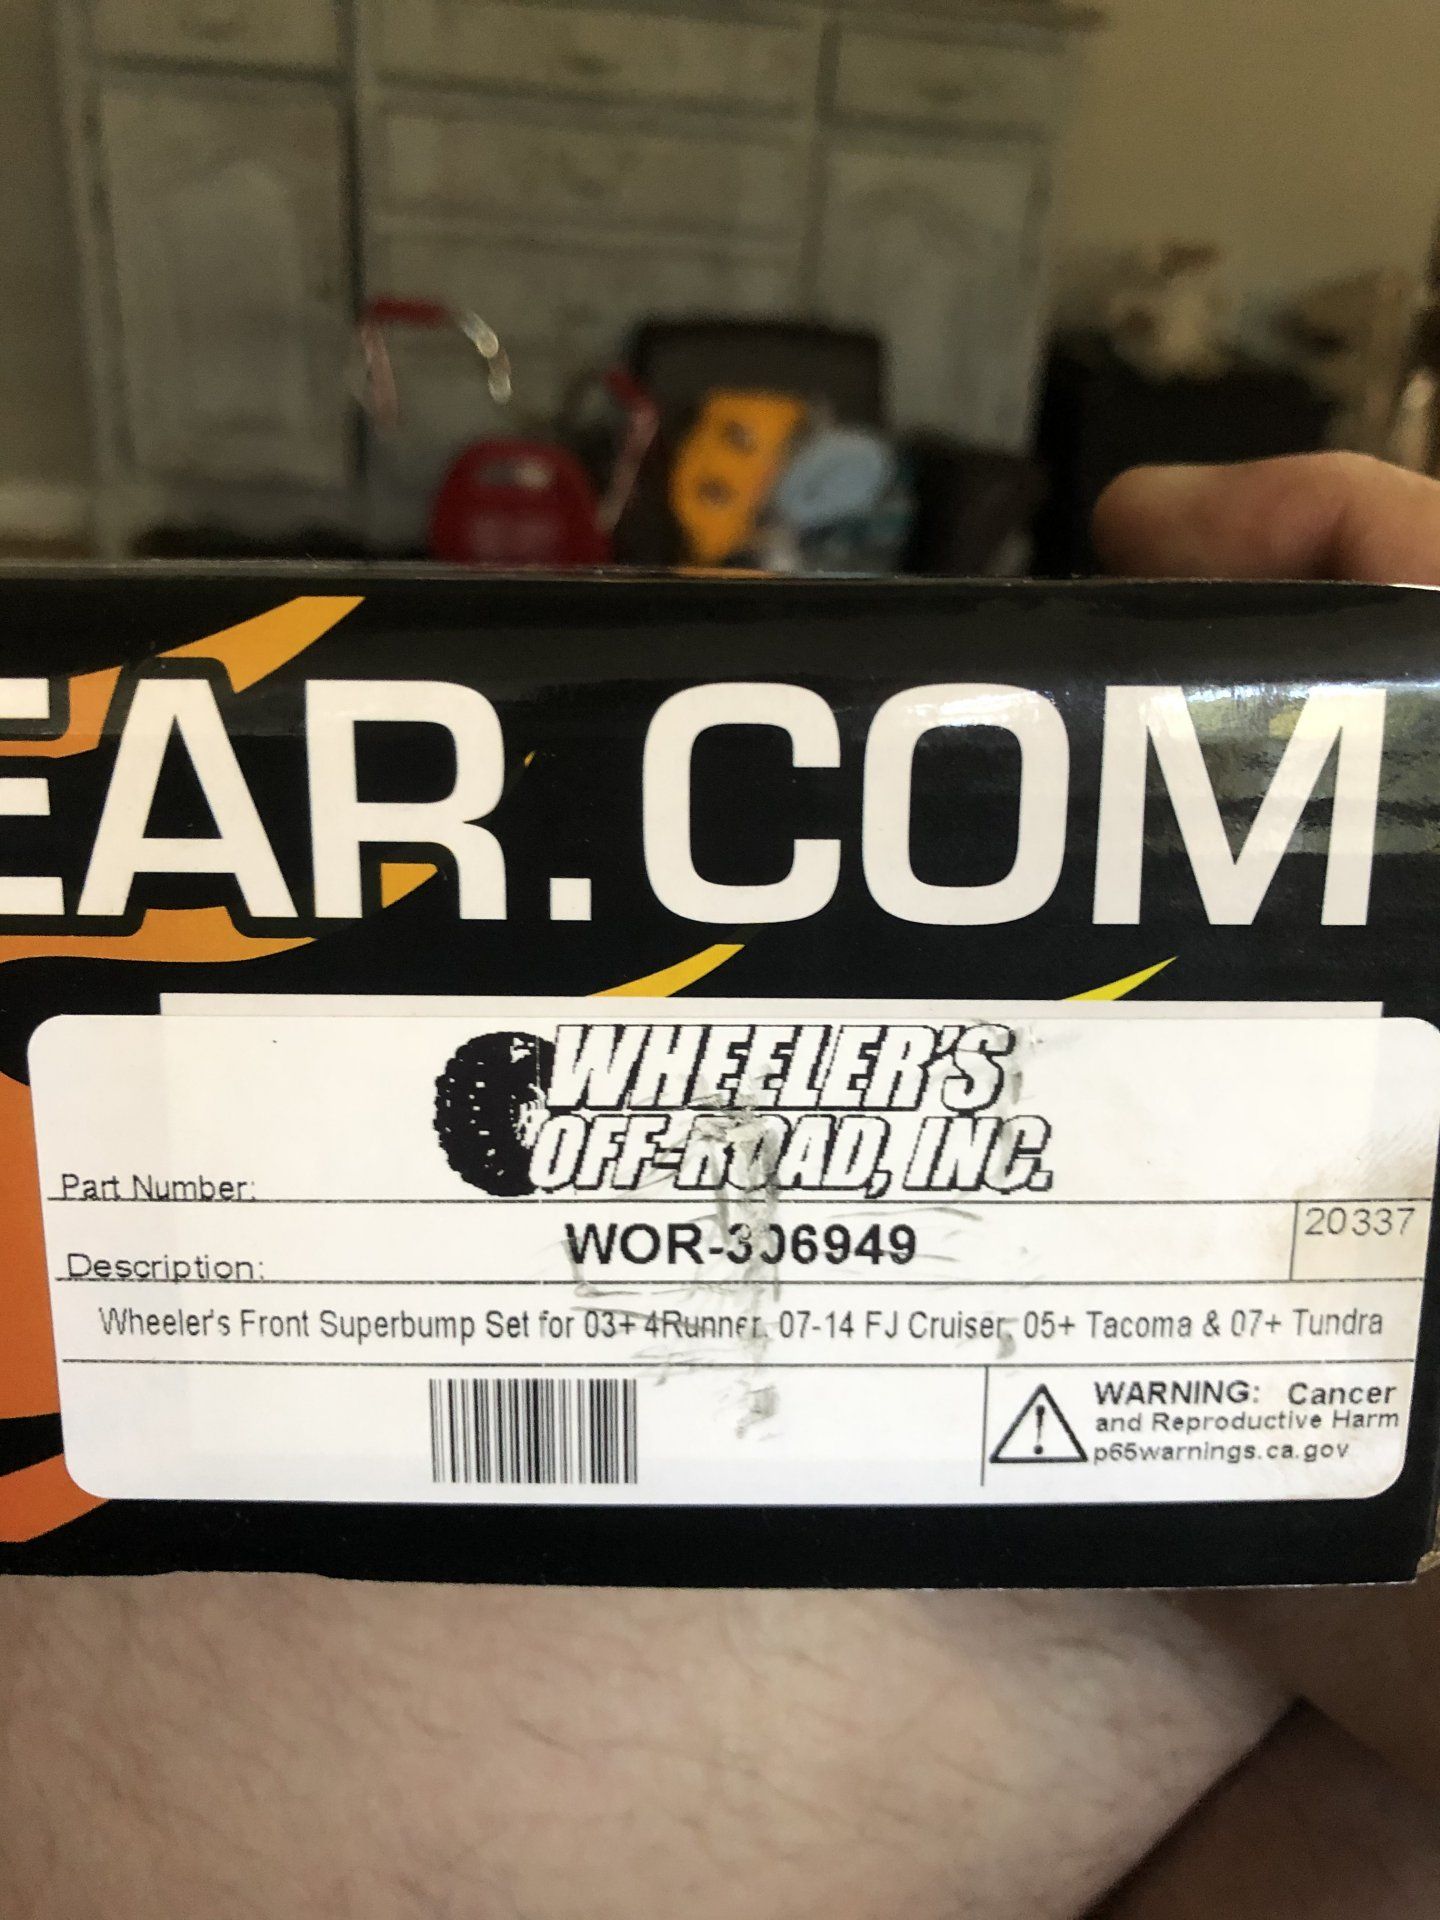 EAR.COM
WHEELER'S
OFF-ROAD, INC.
Part Number:
WOR-306949
20337
Description:
Wheeler's Front Superbump Set for 03+ 4Runner, 07-14 FJ Cruiser, 05+ Tacoma & 07+ Tundra
WARNING: Cancer
and Reproductive Harm
p65warnings.ca.gov